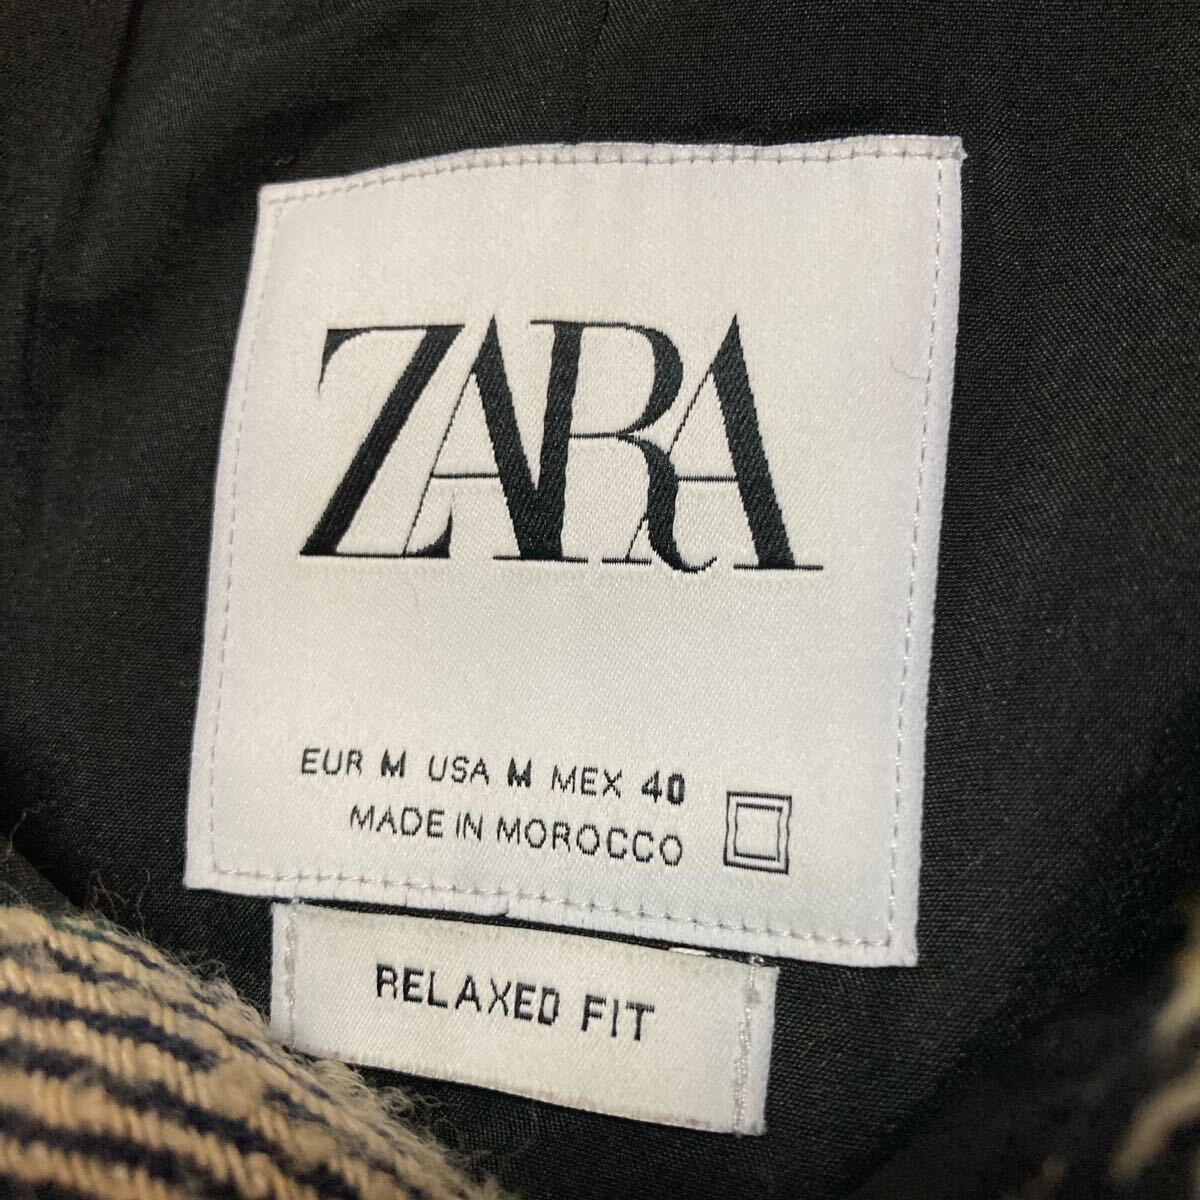 ZARA
EUR M USA M MEX 40
MADE IN MOROCCO
RELAXED FIT